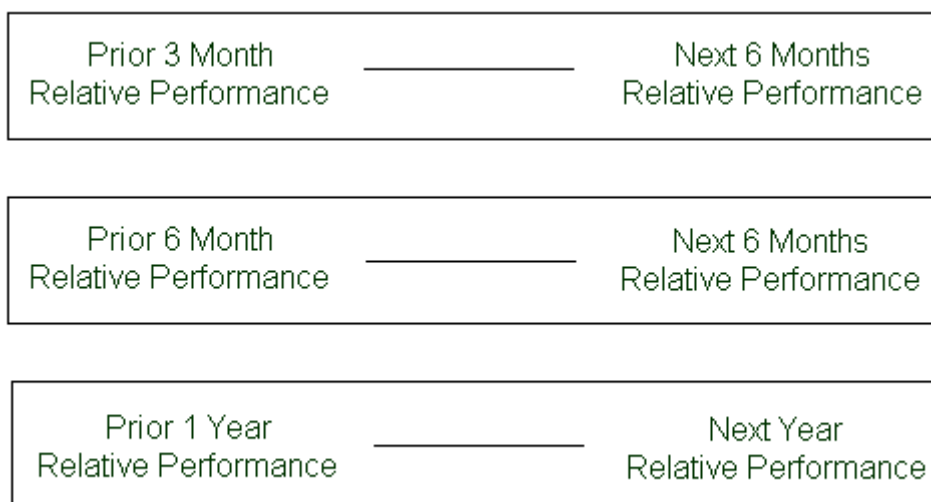 Prior 3 Month
Relative Performance
Next 6 Months
Relative Performance
Prior 6 Month
Relative Performance
Next 6 Months
Relative Performance
Prior 1 Year
Relative Performance
Next Year
Relative Performance